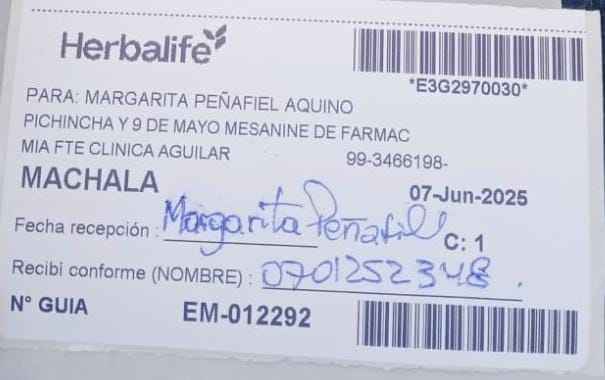 Herbalife
*E3G2970030*
PARA: MARGARITA PEÑAFIEL AQUINO
PICHINCHA Y 9 DE MAYO MESANINE DE FARMAC
MIA FTE CLINICA AGUILAR 99-3466198-
MACHALA 07-Jun-2025
Fecha recepción : Margarita Peñafiel C: 1
Recibí conforme (NOMBRE) : 0701252348.
N° GUIA EM-012292